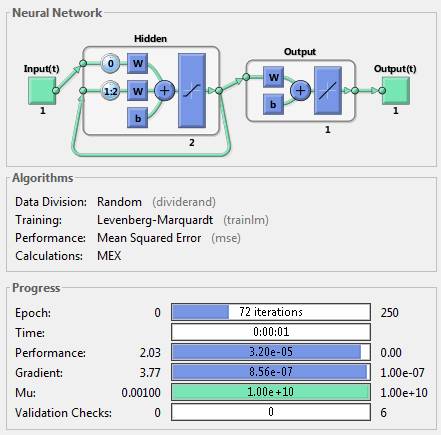 Neural Network
Hidden
Output
Input(t)
Output(t)
0
W
1:2
W
b
W
b
1
2
1
1
Algorithms
Data Division: Random (dividerand)
Training: Levenberg-Marquardt (trainlm)
Performance: Mean Squared Error (mse)
Calculations: MEX
Progress
Epoch: 0 72 iterations 250
Time: 0:00:01
Performance: 2.03 3.20e-05 0.00
Gradient: 3.77 8.56e-07 1.00e-07
Mu: 0.00100 1.00e+10 1.00e+10
Validation Checks: 0 0 6